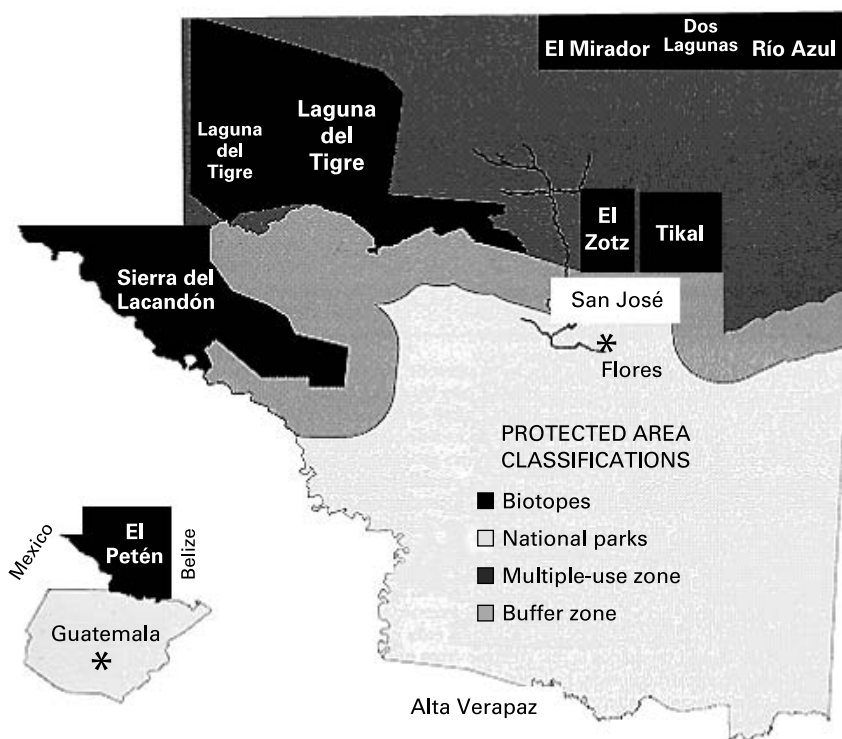 Dos
El Mirador Lagunas Río Azul
Laguna
del
Tigre
Laguna
del
Tigre
El
Zotz
Tikal
Sierra del
Lacandón
San José
*
Flores
PROTECTED AREA
CLASSIFICATIONS
Biotopes
National parks
Multiple-use zone
Buffer zone
Mexico
El
Petén
Belize
Guatemala
*
Alta Verapaz